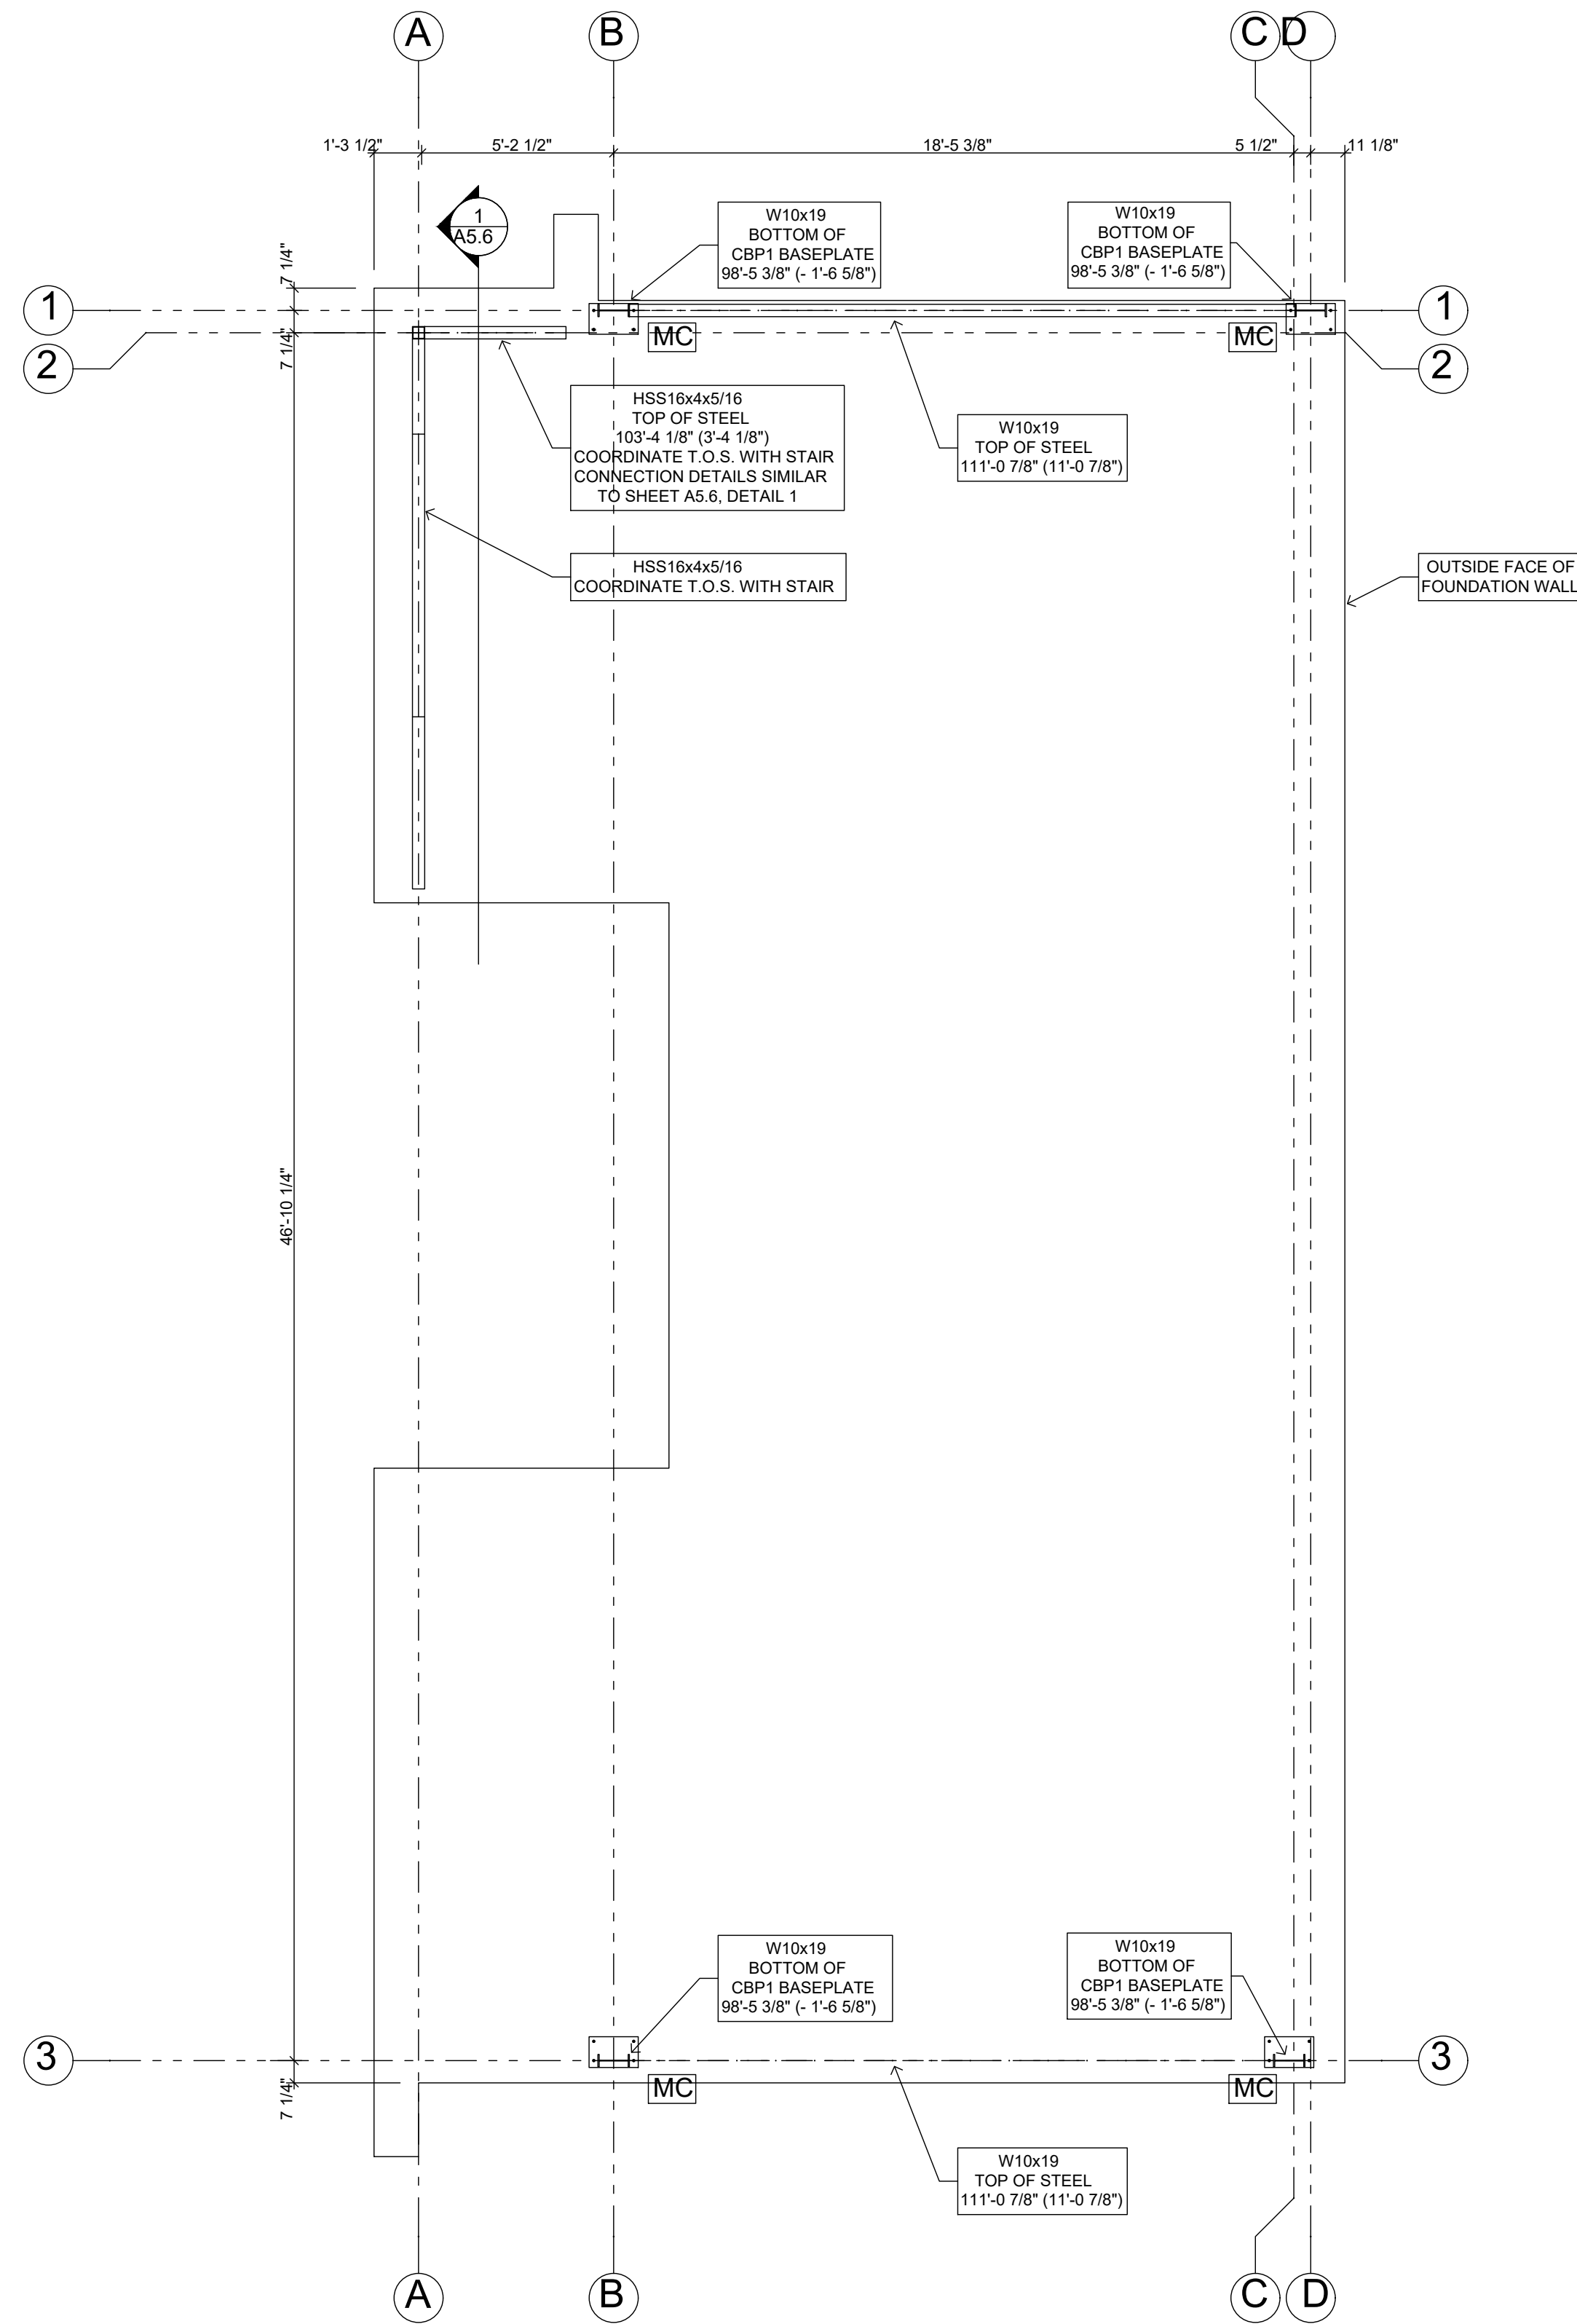 A
B
C
D
1'-3 1/2"
5'-2 1/2"
18'-5 3/8"
5 1/2"
11 1/8"
1
A5.6
W10x19
BOTTOM OF
CBP1 BASEPLATE
98'-5 3/8" (- 1'-6 5/8")
W10x19
BOTTOM OF
CBP1 BASEPLATE
98'-5 3/8" (- 1'-6 5/8")
7 1/4"
1
1
2
7 1/4"
MC
MC
2
HSS16x4x5/16
TOP OF STEEL
103'-4 1/8" (3'-4 1/8")
COORDINATE T.O.S. WITH STAIR
CONNECTION DETAILS SIMILAR
TO SHEET A5.6, DETAIL 1
W10x19
TOP OF STEEL
111'-0 7/8" (11'-0 7/8")
HSS16x4x5/16
COORDINATE T.O.S. WITH STAIR
OUTSIDE FACE OF
FOUNDATION WALL
46'-10 1/4"
W10x19
BOTTOM OF
CBP1 BASEPLATE
98'-5 3/8" (- 1'-6 5/8")
W10x19
BOTTOM OF
CBP1 BASEPLATE
98'-5 3/8" (- 1'-6 5/8")
3
3
7 1/4"
MC
MC
W10x19
TOP OF STEEL
111'-0 7/8" (11'-0 7/8")
A
B
C
D